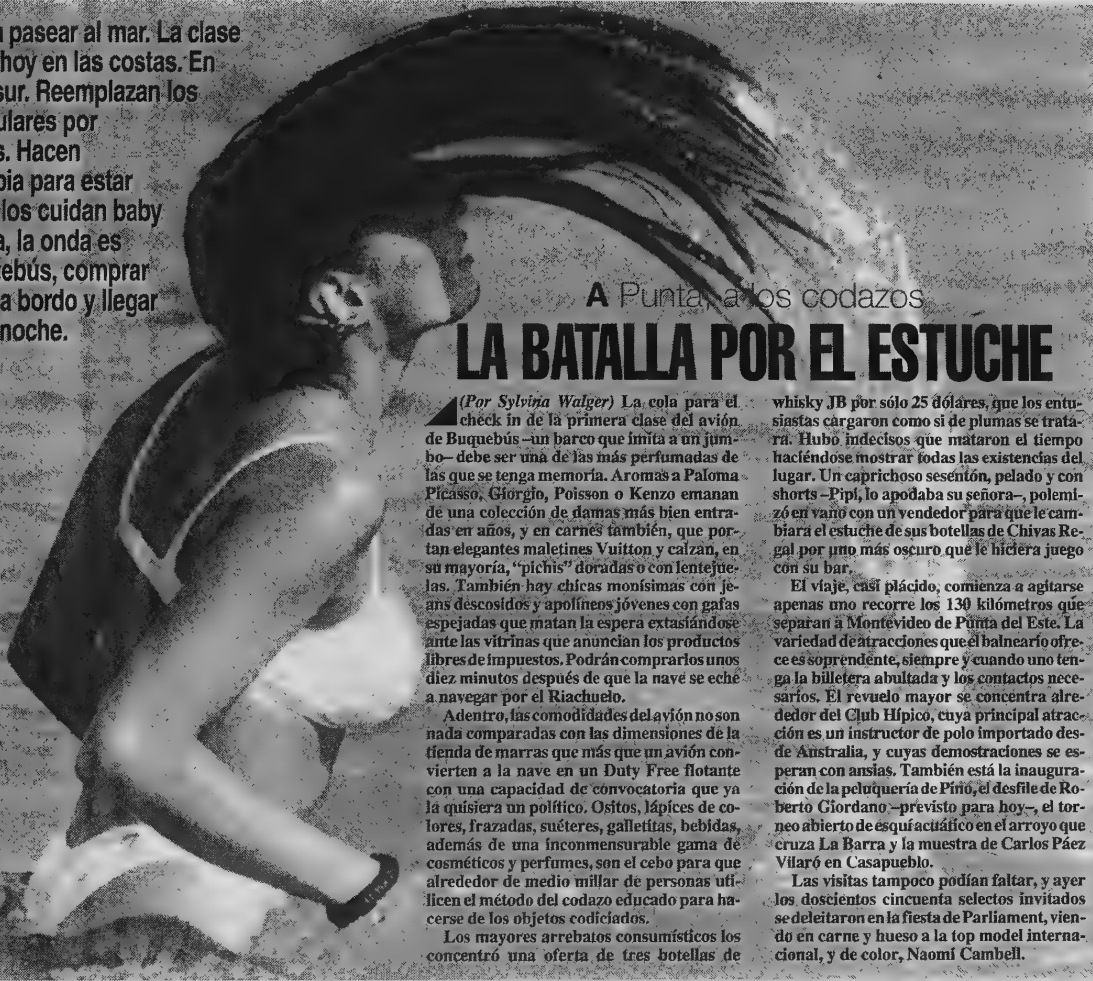 pasear al mar. La clase
hoy en las costas. En
sur. Reemplazan los
ulares por
s. Hacen
bia para estar
los cuidan baby
a, la onda es
ebús, comprar
a bordo y llegar
noche.
A Punta, a los codazos
LA BATALLA POR EL ESTUCHE
(Por Sylvina Walger) La cola para el
check in de la primera clase del avión
de Buquebús –un barco que imita a un jum-
bo– debe ser una de las más perfumadas de
las que se tenga memoria. Aromas a Paloma
Picasso, Giorgio, Poisson o Kenzo emanan
de una colección de damas más bien entra-
das en años, y en carnes también, que por-
tan elegantes maletines Vuitton y calzan, en
su mayoría, "pichis" doradas o con lentejue-
las. También hay chicas monísimas con je-
ans descosidos y apolíneos jóvenes con gafas
espejadas que matan la espera extasiándose
ante las vitrinas que anuncian los productos
libres de impuestos. Podrán comprarlos unos
diez minutos después de que la nave se eche
a navegar por el Riachuelo.
Adentro, las comodidades del avión no son
nada comparadas con las dimensiones de la
tienda de marras que más que un avión con-
vierten a la nave en un Duty Free flotante
con una capacidad de convocatoria que ya
la quisiera un político. Ositos, lápices de co-
lores, frazadas, suéteres, galletitas, bebidas,
además de una inconmensurable gama de
cosméticos y perfumes, son el cebo para que
alrededor de medio millar de personas uti-
licen el método del codazo educado para ha-
cerse de los objetos codiciados.
Los mayores arrebatos consumísticos los
concentró una oferta de tres botellas de
whisky JB por sólo 25 dólares, que los entu-
siastas cargaron como si de plumas se trata-
ra. Hubo indecisos que mataron el tiempo
haciéndose mostrar todas las existencias del
lugar. Un caprichoso sesentón, pelado y con
shorts –Pipi, lo apodaba su señora–, polemi-
zó en vano con un vendedor para que le cam-
biara el estuche de sus botellas de Chivas Re-
gal por uno más oscuro que le hiciera juego
con su bar.
El viaje, casi plácido, comienza a agitarse
apenas uno recorre los 130 kilómetros que
separan a Montevideo de Punta del Este. La
variedad de atracciones que el balneario ofre-
ce es soprendente, siempre y cuando uno ten-
ga la billetera abultada y los contactos nece-
sarios. El revuelo mayor se concentra alre-
dedor del Club Hípico, cuya principal atrac-
ción es un instructor de polo importado des-
de Australia, y cuyas demostraciones se es-
peran con ansias. También está la inaugura-
ción de la peluquería de Pino, el desfile de Ro-
berto Giordano –previsto para hoy–, el tor-
neo abierto de esquí acuático en el arroyo que
cruza La Barra y la muestra de Carlos Páez
Vilaró en Casapueblo.
Las visitas tampoco podían faltar, y ayer
los doscientos cincuenta selectos invitados
se deleitaron en la fiesta de Parliament, vien-
do en carne y hueso a la top model interna-
cional, y de color, Naomi Cambell.